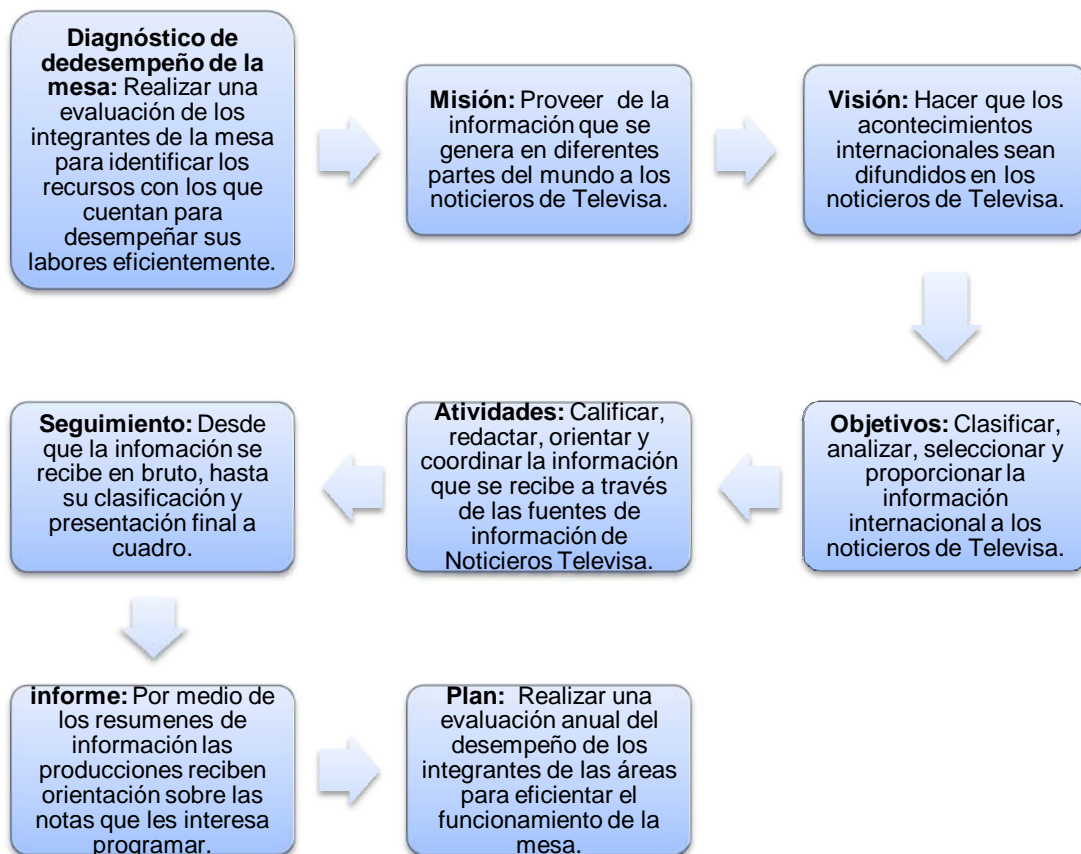 Diagnóstico de
dedesempeño de la
mesa: Realizar una
evaluación de los
integrantes de la mesa
para identificar los
recursos con los que
cuentan para
desempeñar sus
labores eficientemente.
Misión: Proveer de la
información que se
genera en diferentes
partes del mundo a los
noticieros de Televisa.
Visión: Hacer que los
acontecimientos
internacionales sean
difundidos en los
noticieros de Televisa.
Objetivos: Clasificar,
analizar, seleccionar y
proporcionar la
información
internacional a los
noticieros de Televisa.
Atividades: Calificar,
redactar, orientar y
coordinar la información
que se recibe a través
de las fuentes de
información de
Noticieros Televisa.
Seguimiento: Desde
que la infomación se
recibe en bruto, hasta
su clasificación y
presentación final a
cuadro.
informe: Por medio de
los resumenes de
información las
producciones reciben
orientación sobre las
notas que les interesa
programar.
Plan: Realizar una
evaluación anual del
desempeño de los
integrantes de las áreas
para eficientar el
funcionamiento de la
mesa.